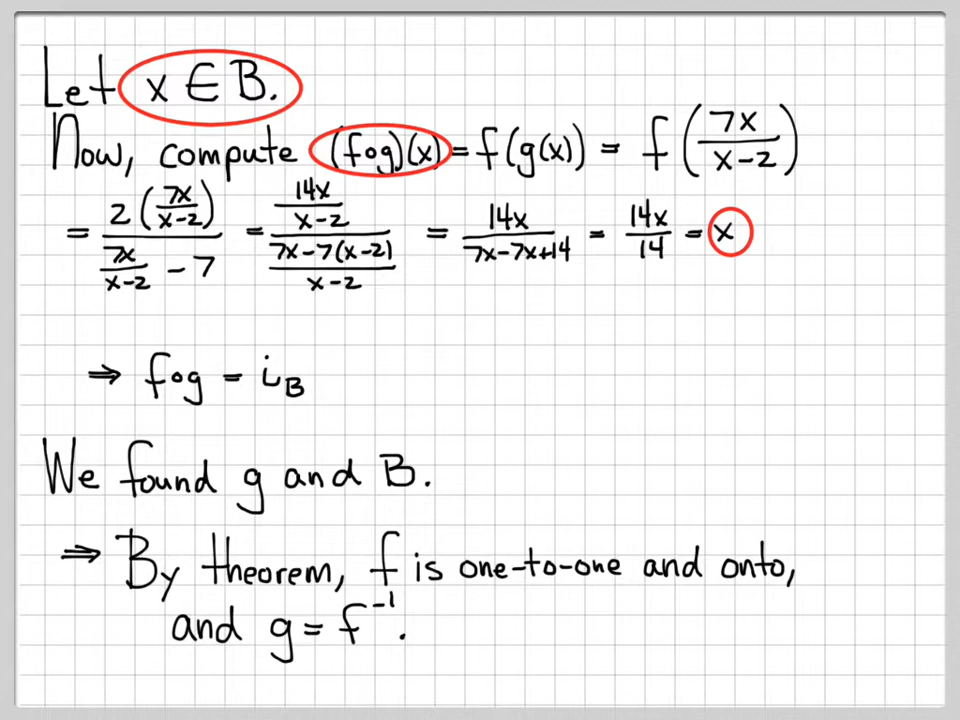 Let x ∈ B.
Now, compute (f∘g)(x) = f(g(x)) = f(7x/(x-2))
= (2(7x/(x-2)))/(7x/(x-2) - 7) = (14x/(x-2))/((7x-7(x-2))/(x-2)) = 14x/(7x-7x+14) = 14x/14 = x
⇒ f∘g = i_B
We found g and B.
⇒ By theorem, f is one-to-one and onto,
and g = f⁻¹.